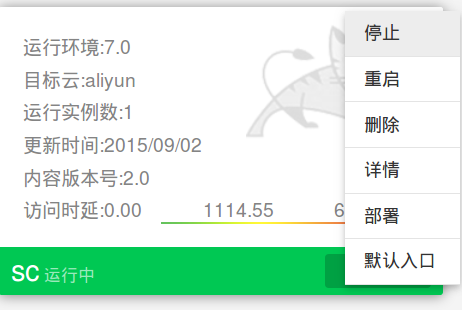 运行环境:7.0
目标云:aliyun
运行实例数:1
更新时间:2015/09/02
内容版本号:2.0
访问时延:0.00 1114.55 6
SC 运行中
停止
重启
删除
详情
部署
默认入口